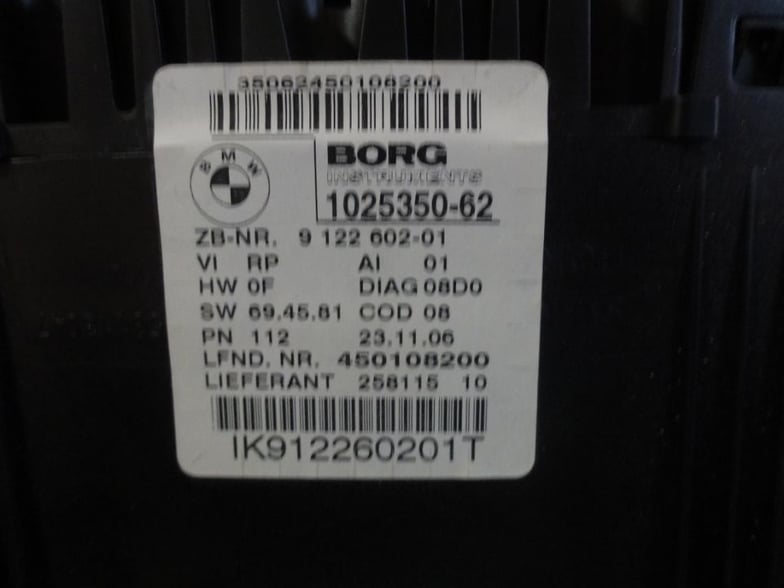 35062450108200
BMW
BORG
INSTRUMENTS
1025350-62
ZB-NR. 9 122 602-01
VI RP AI 01
HW 0F DIAG 08D0
SW 69.45.81 COD 08
PN 112 23.11.06
LFND. NR. 450108200
LIEFERANT 258115 10
IK912260201T